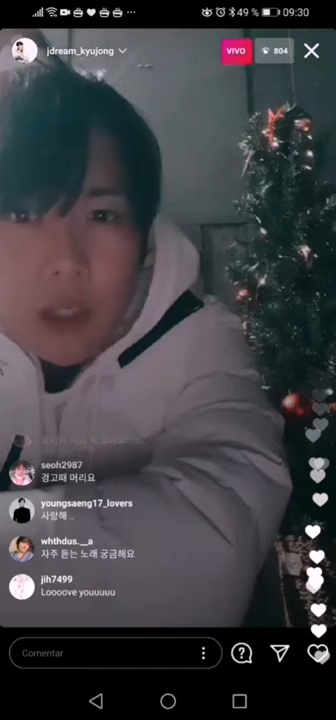 49 %
09:30
jdream_kyujong
VIVO
804
seoh2987
경고때 머리요
youngsaeng17_lovers
사랑해 ..
whthdus.__a
자주 듣는 노래 궁금해요
jih7499
Loooove youuuuu
Comentar